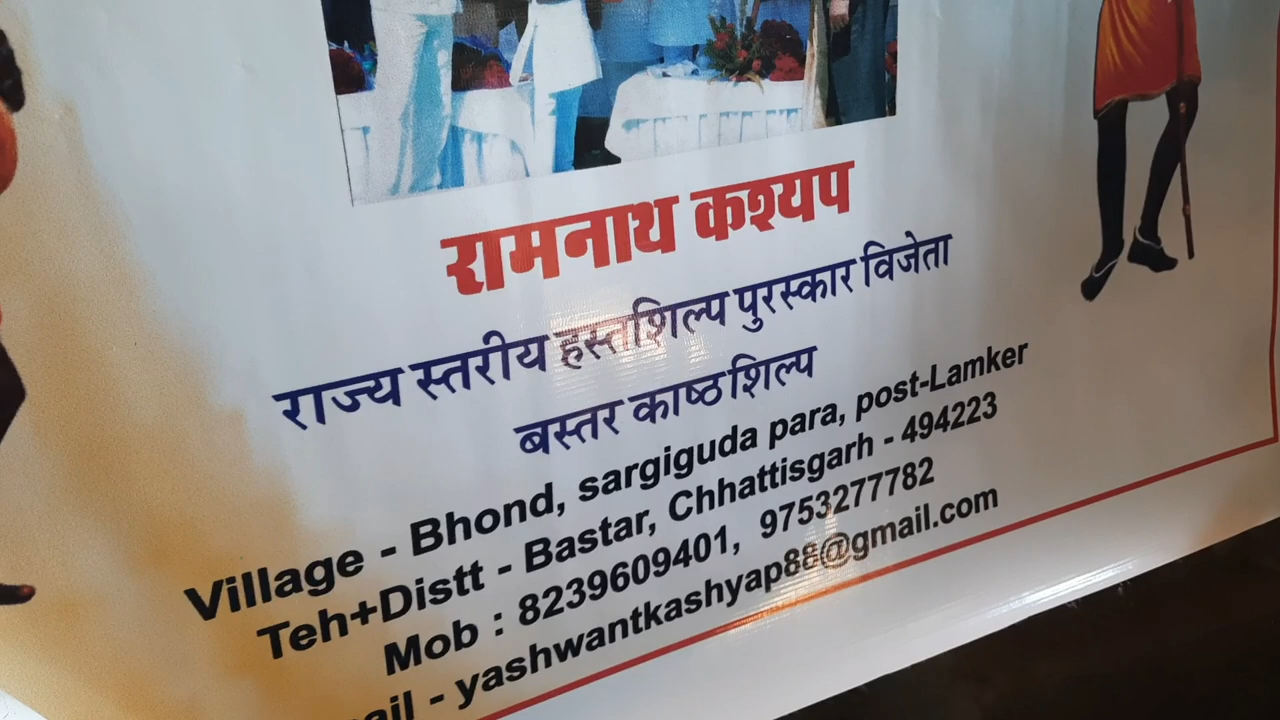 रामनाथ कश्यप
राज्य स्तरीय हस्तशिल्प पुरस्कार विजेता
बस्तर काष्ठ शिल्प
Village - Bhond, sargiguda para, post-Lamker
Teh+Distt - Bastar, Chhattisgarh - 494223
Mob : 8239609401, 9753277782
ail - yashwantkashyap88@gmail.com